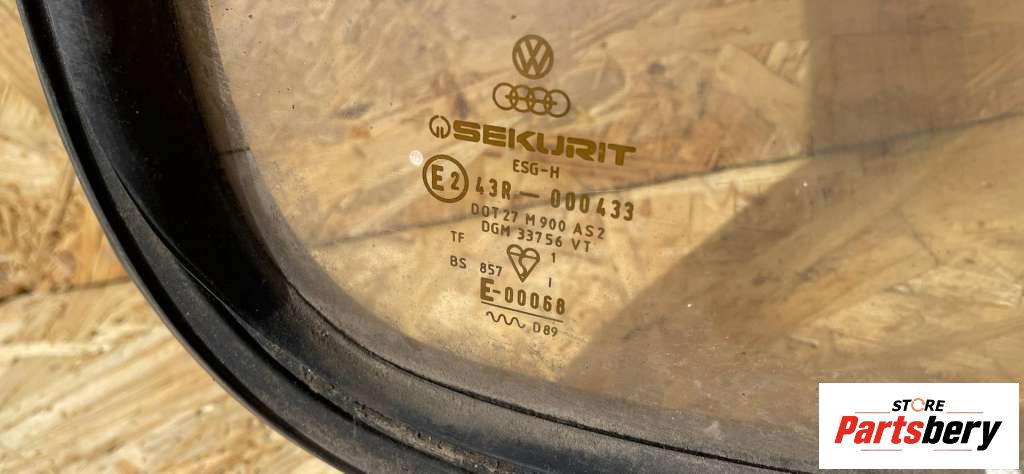 SEKURIT
ESG-H
E2 43R-000433
DOT27 M900 AS2
DGM 33756 VT
TF 1
BS 857 I
E-00068
D89
STORE
Partsbery